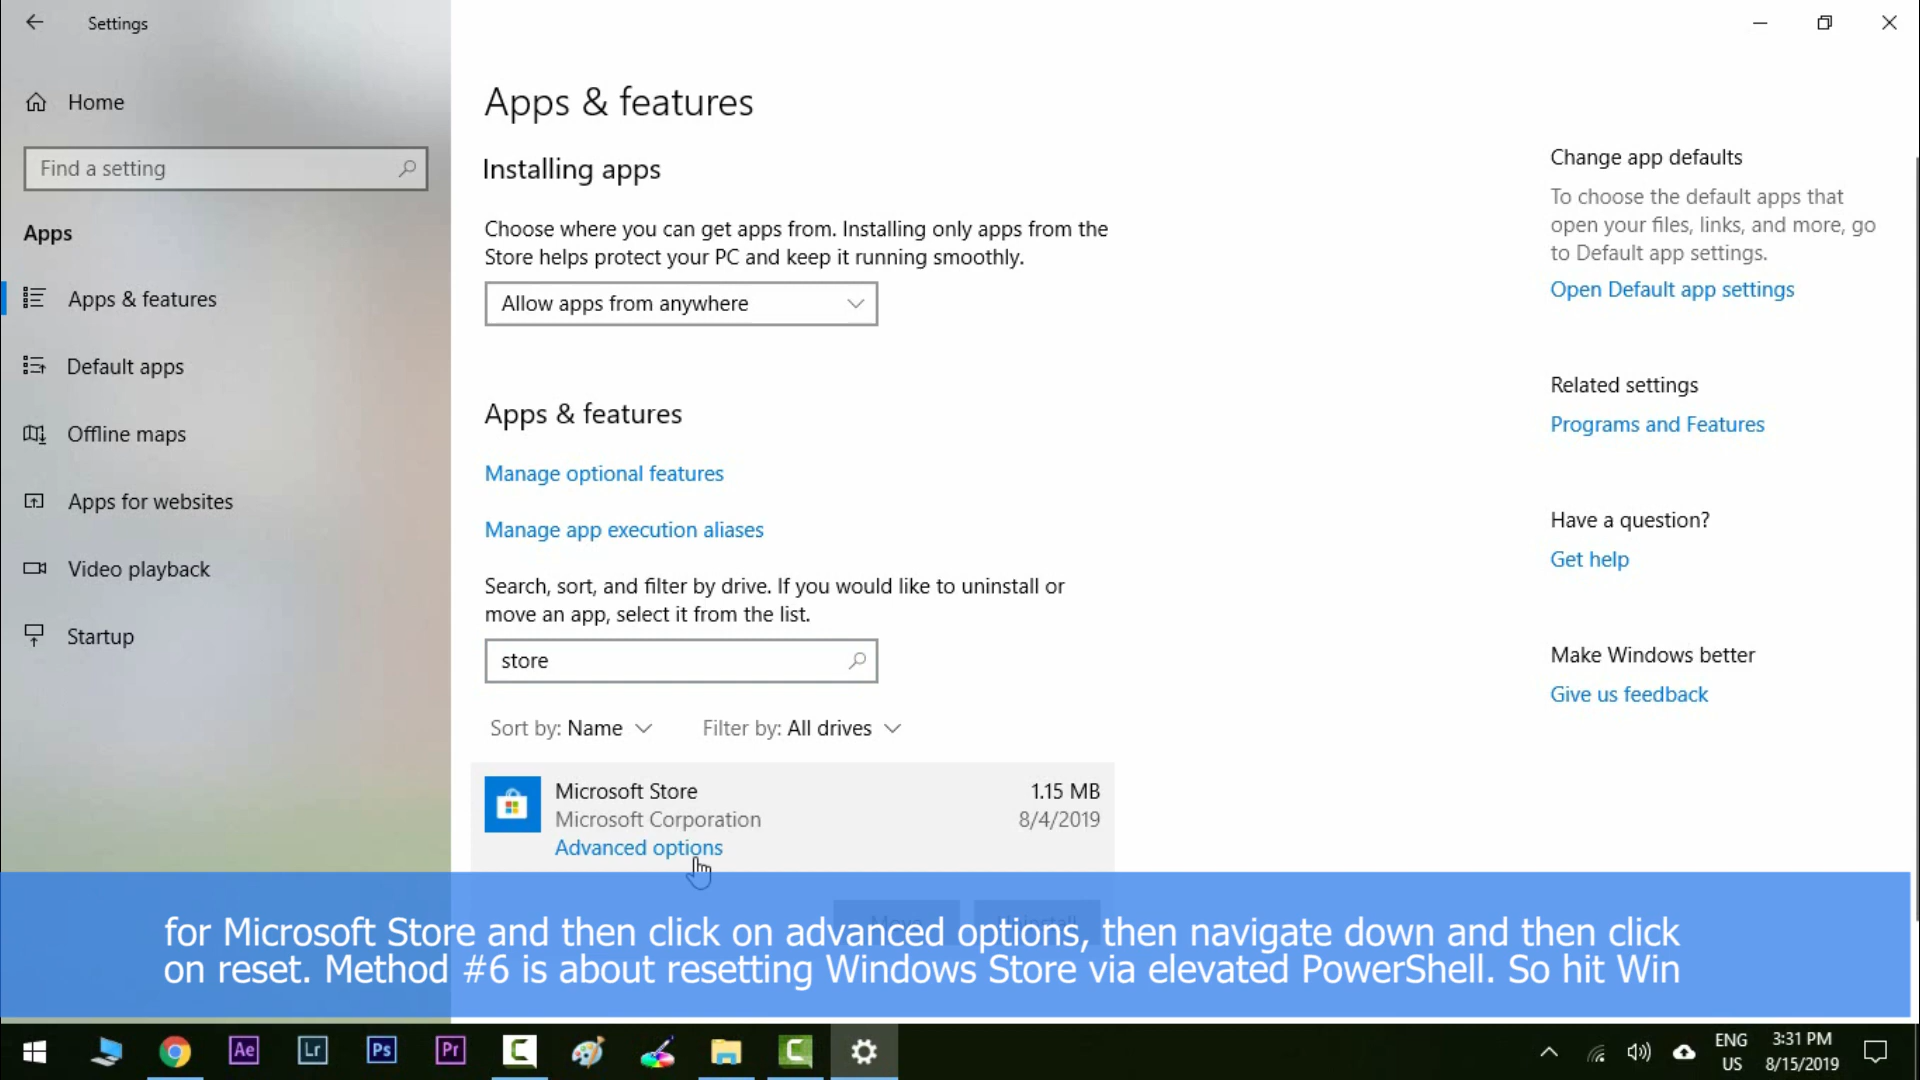 Settings
Home
Find a setting
Apps
Apps & features
Default apps
Offline maps
Apps for websites
Video playback
Startup
Apps & features
Installing apps
Choose where you can get apps from. Installing only apps from the
Store helps protect your PC and keep it running smoothly.
Allow apps from anywhere
Apps & features
Manage optional features
Manage app execution aliases
Search, sort, and filter by drive. If you would like to uninstall or
move an app, select it from the list.
store
Sort by: Name
Filter by: All drives
Microsoft Store
1.15 MB
Microsoft Corporation
8/4/2019
Advanced options
Change app defaults
To choose the default apps that
open your files, links, and more, go
to Default app settings.
Open Default app settings
Related settings
Programs and Features
Have a question?
Get help
Make Windows better
Give us feedback
for Microsoft Store and then click on advanced options, then navigate down and then click
on reset. Method #6 is about resetting Windows Store via elevated PowerShell. So hit Win
Ae
Lr
Ps
Pr
ENG
US
3:31 PM
8/15/2019